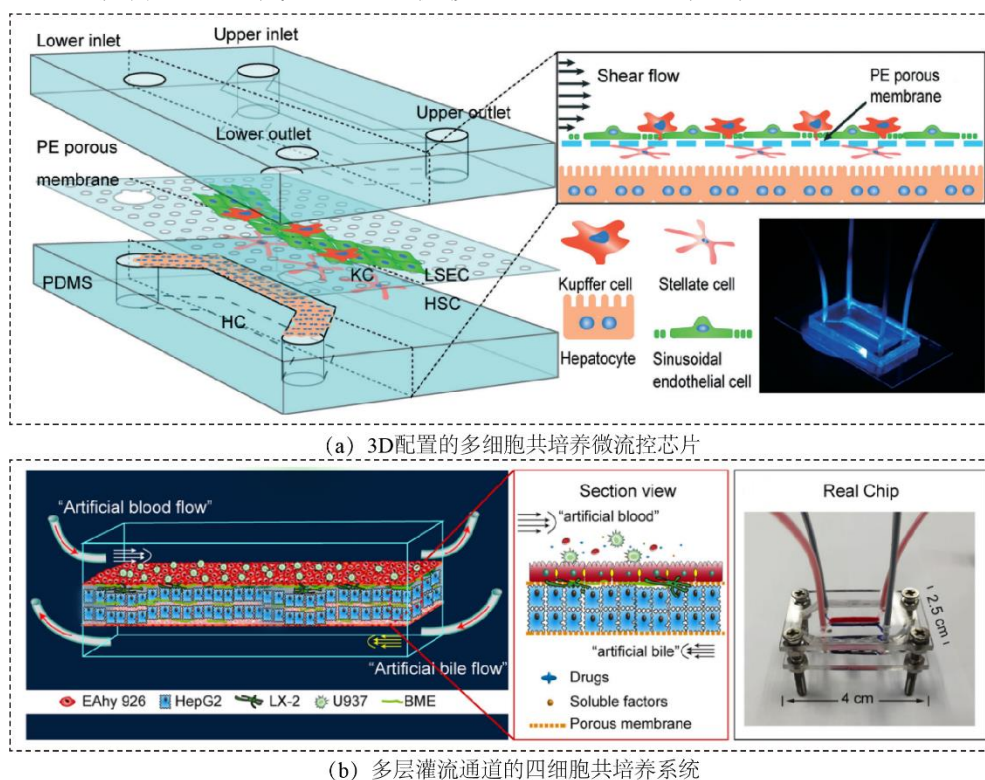 Lower inlet
Upper inlet
Upper outlet
Lower outlet
PE porous
membrane
PDMS
KC
LSEC
HSC
HC
Shear flow
PE porous
membrane
Kupffer cell
Stellate cell
Hepatocyte
Sinusoidal
endothelial cell
(a) 3D配置的多细胞共培养微流控芯片
“Artificial blood flow”
“Artificial bile flow”
EAhy 926 HepG2 LX-2 U937 BME
Section view
“artificial blood”
“artificial bile”
Drugs
Soluble factors
Porous membrane
Real Chip
2.5 cm
4 cm
(b) 多层灌流通道的四细胞共培养系统